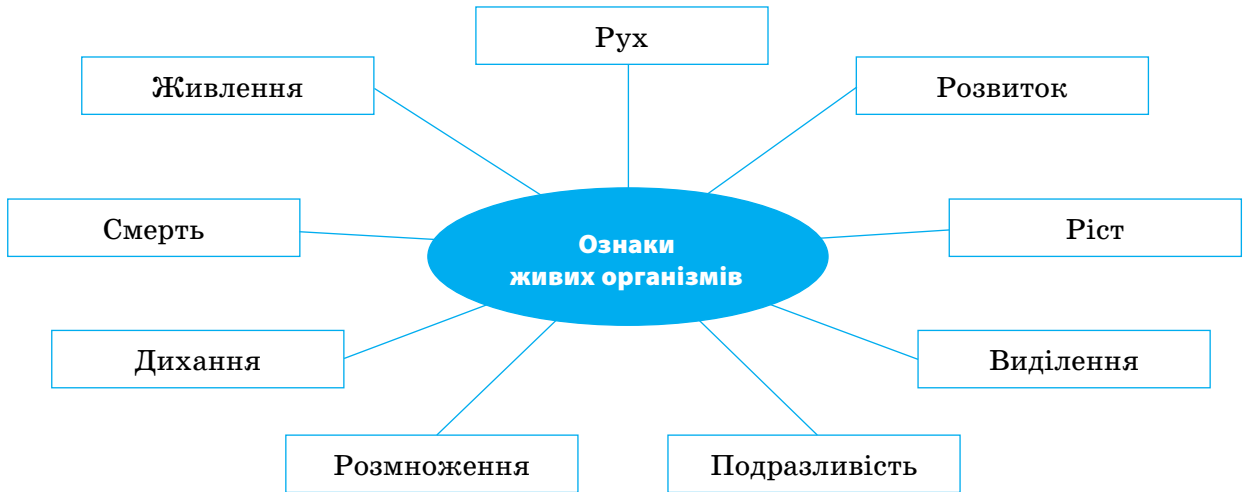 Рух
Живлення
Розвиток
Смерть
Ознаки
живих організмів
Ріст
Дихання
Виділення
Розмноження
Подразливість